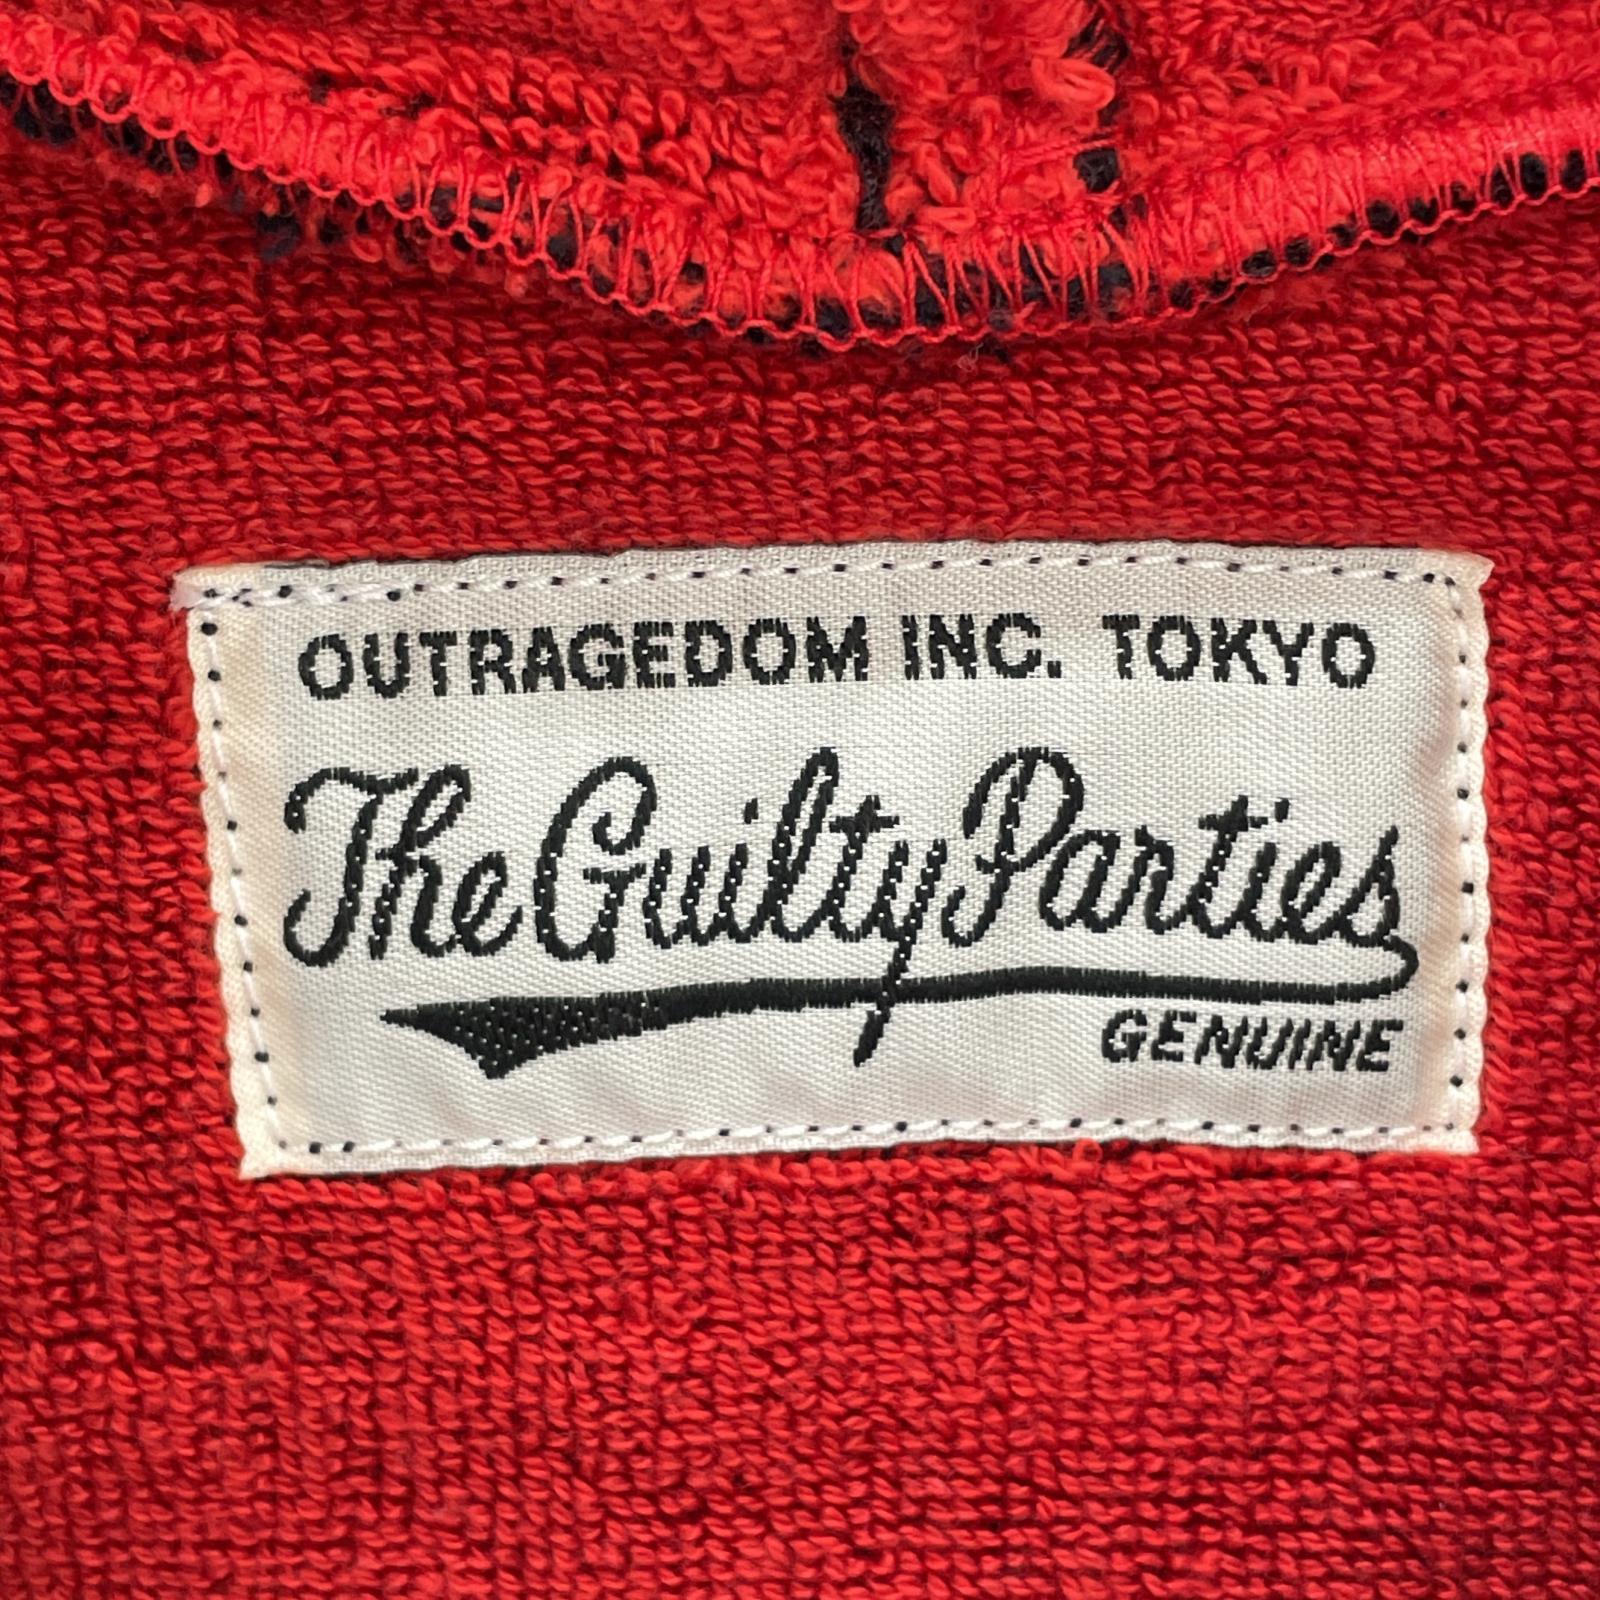 OUTRAGEDOM INC. TOKYO
The Guilty Parties
GENUINE